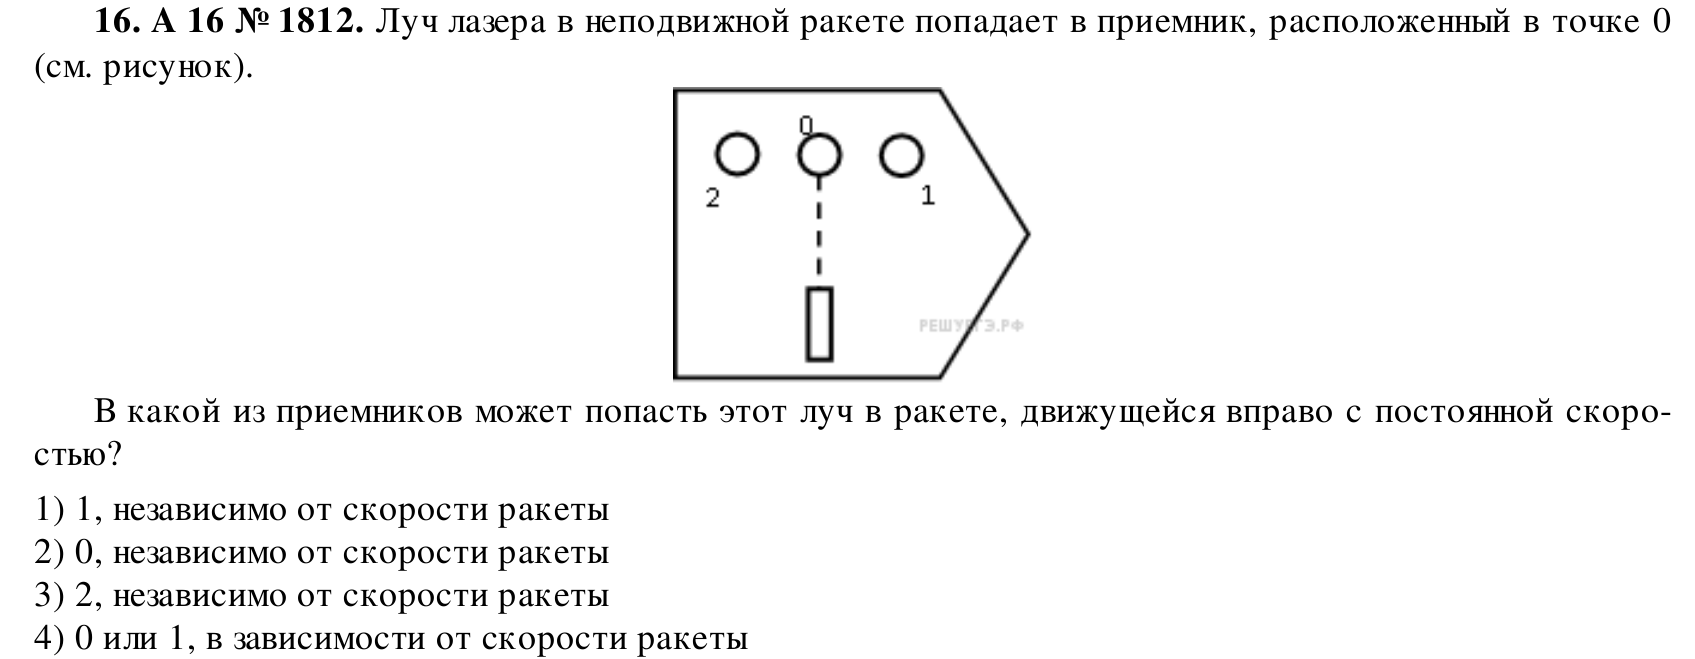 16. А 16 № 1812. Луч лазера в неподвижной ракете попадает в приемник, расположенный в точке 0
(см. рисунок).
0
2
1
РЕШУЕГЭ.РФ
В какой из приемников может попасть этот луч в ракете, движущейся вправо с постоянной скоро-
стью?
1) 1, независимо от скорости ракеты
2) 0, независимо от скорости ракеты
3) 2, независимо от скорости ракеты
4) 0 или 1, в зависимости от скорости ракеты